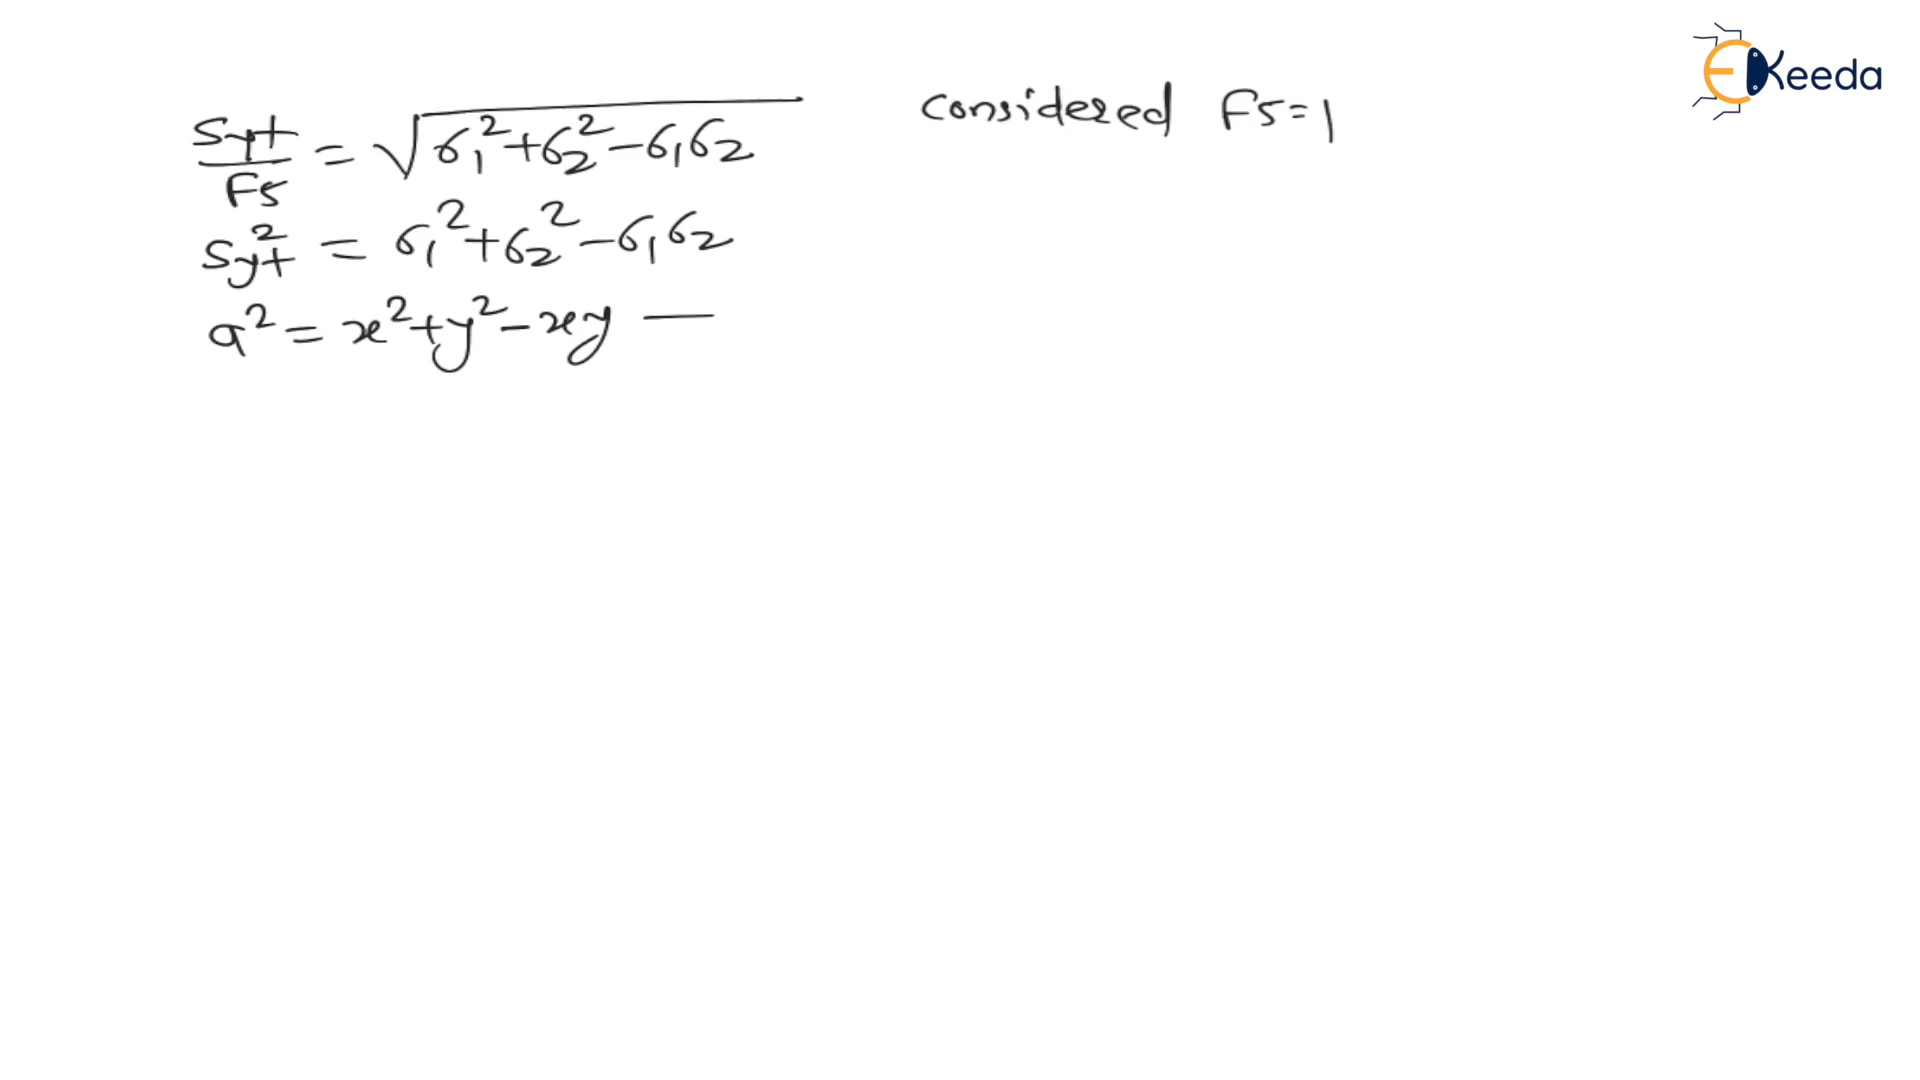 Syt/FS = √σ₁²+σ₂²-σ₁σ₂
considered FS=1
EKeeda
Syt² = σ₁²+σ₂²-σ₁σ₂
a² = x²+y²-xy —